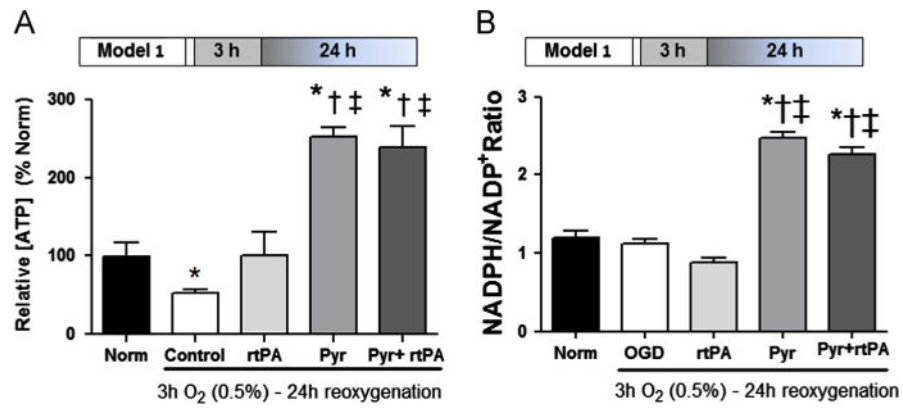 A
Model 1 3 h 24 h
Relative [ATP] (% Norm)
300
200
100
0
*
* † ‡
* † ‡
Norm Control rtPA Pyr Pyr+ rtPA
3h O₂ (0.5%) - 24h reoxygenation
B
Model 1 3 h 24 h
NADPH/NADP⁺Ratio
3
2
1
0
*†‡
*†‡
Norm OGD rtPA Pyr Pyr+rtPA
3h O₂ (0.5%) - 24h reoxygenation